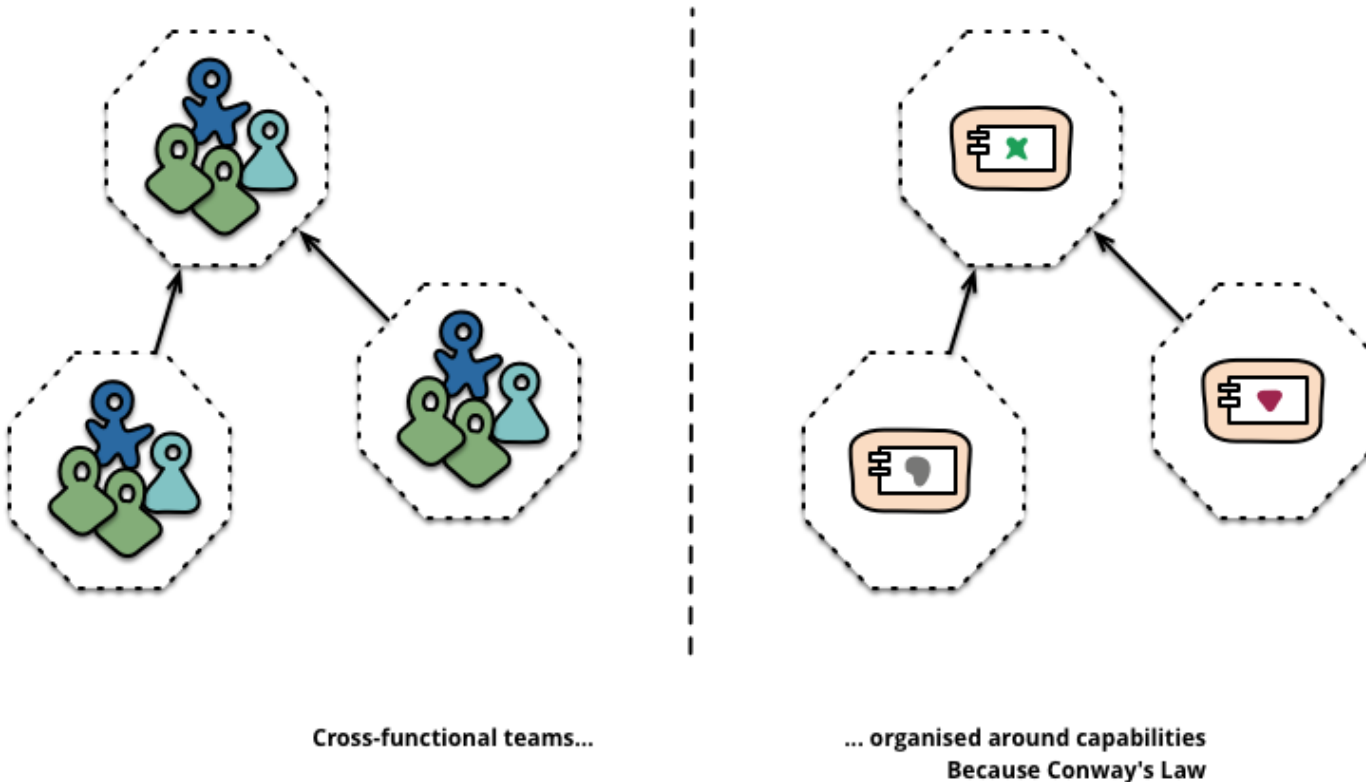 Cross-functional teams...
... organised around capabilities
Because Conway's Law